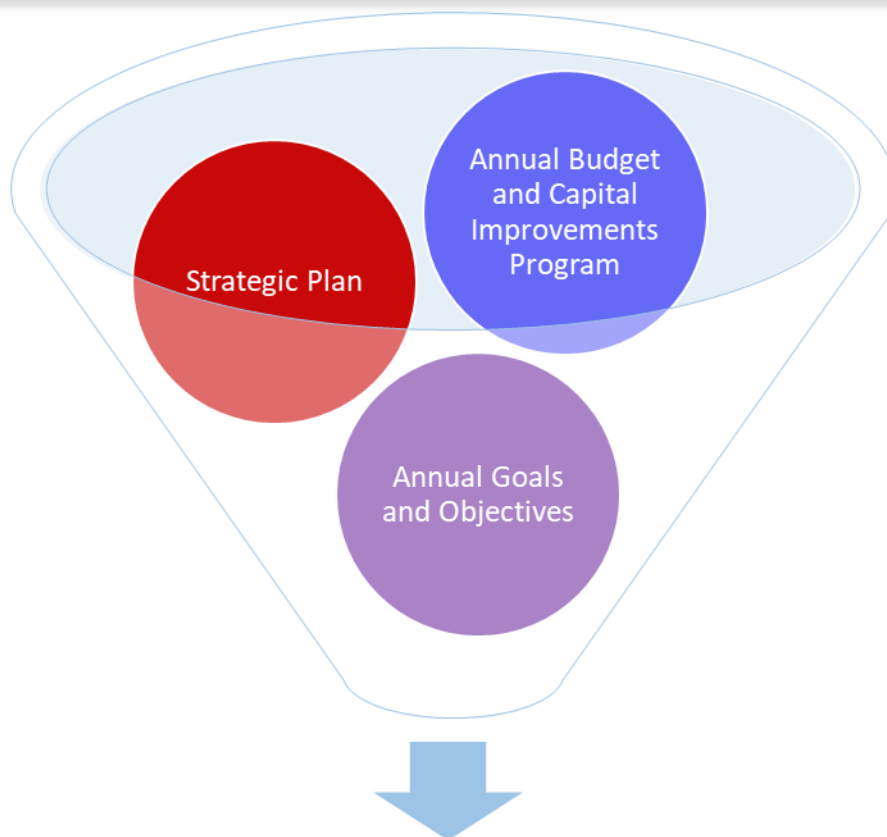 Annual Budget
and Capital
Improvements
Program
Strategic Plan
Annual Goals
and Objectives